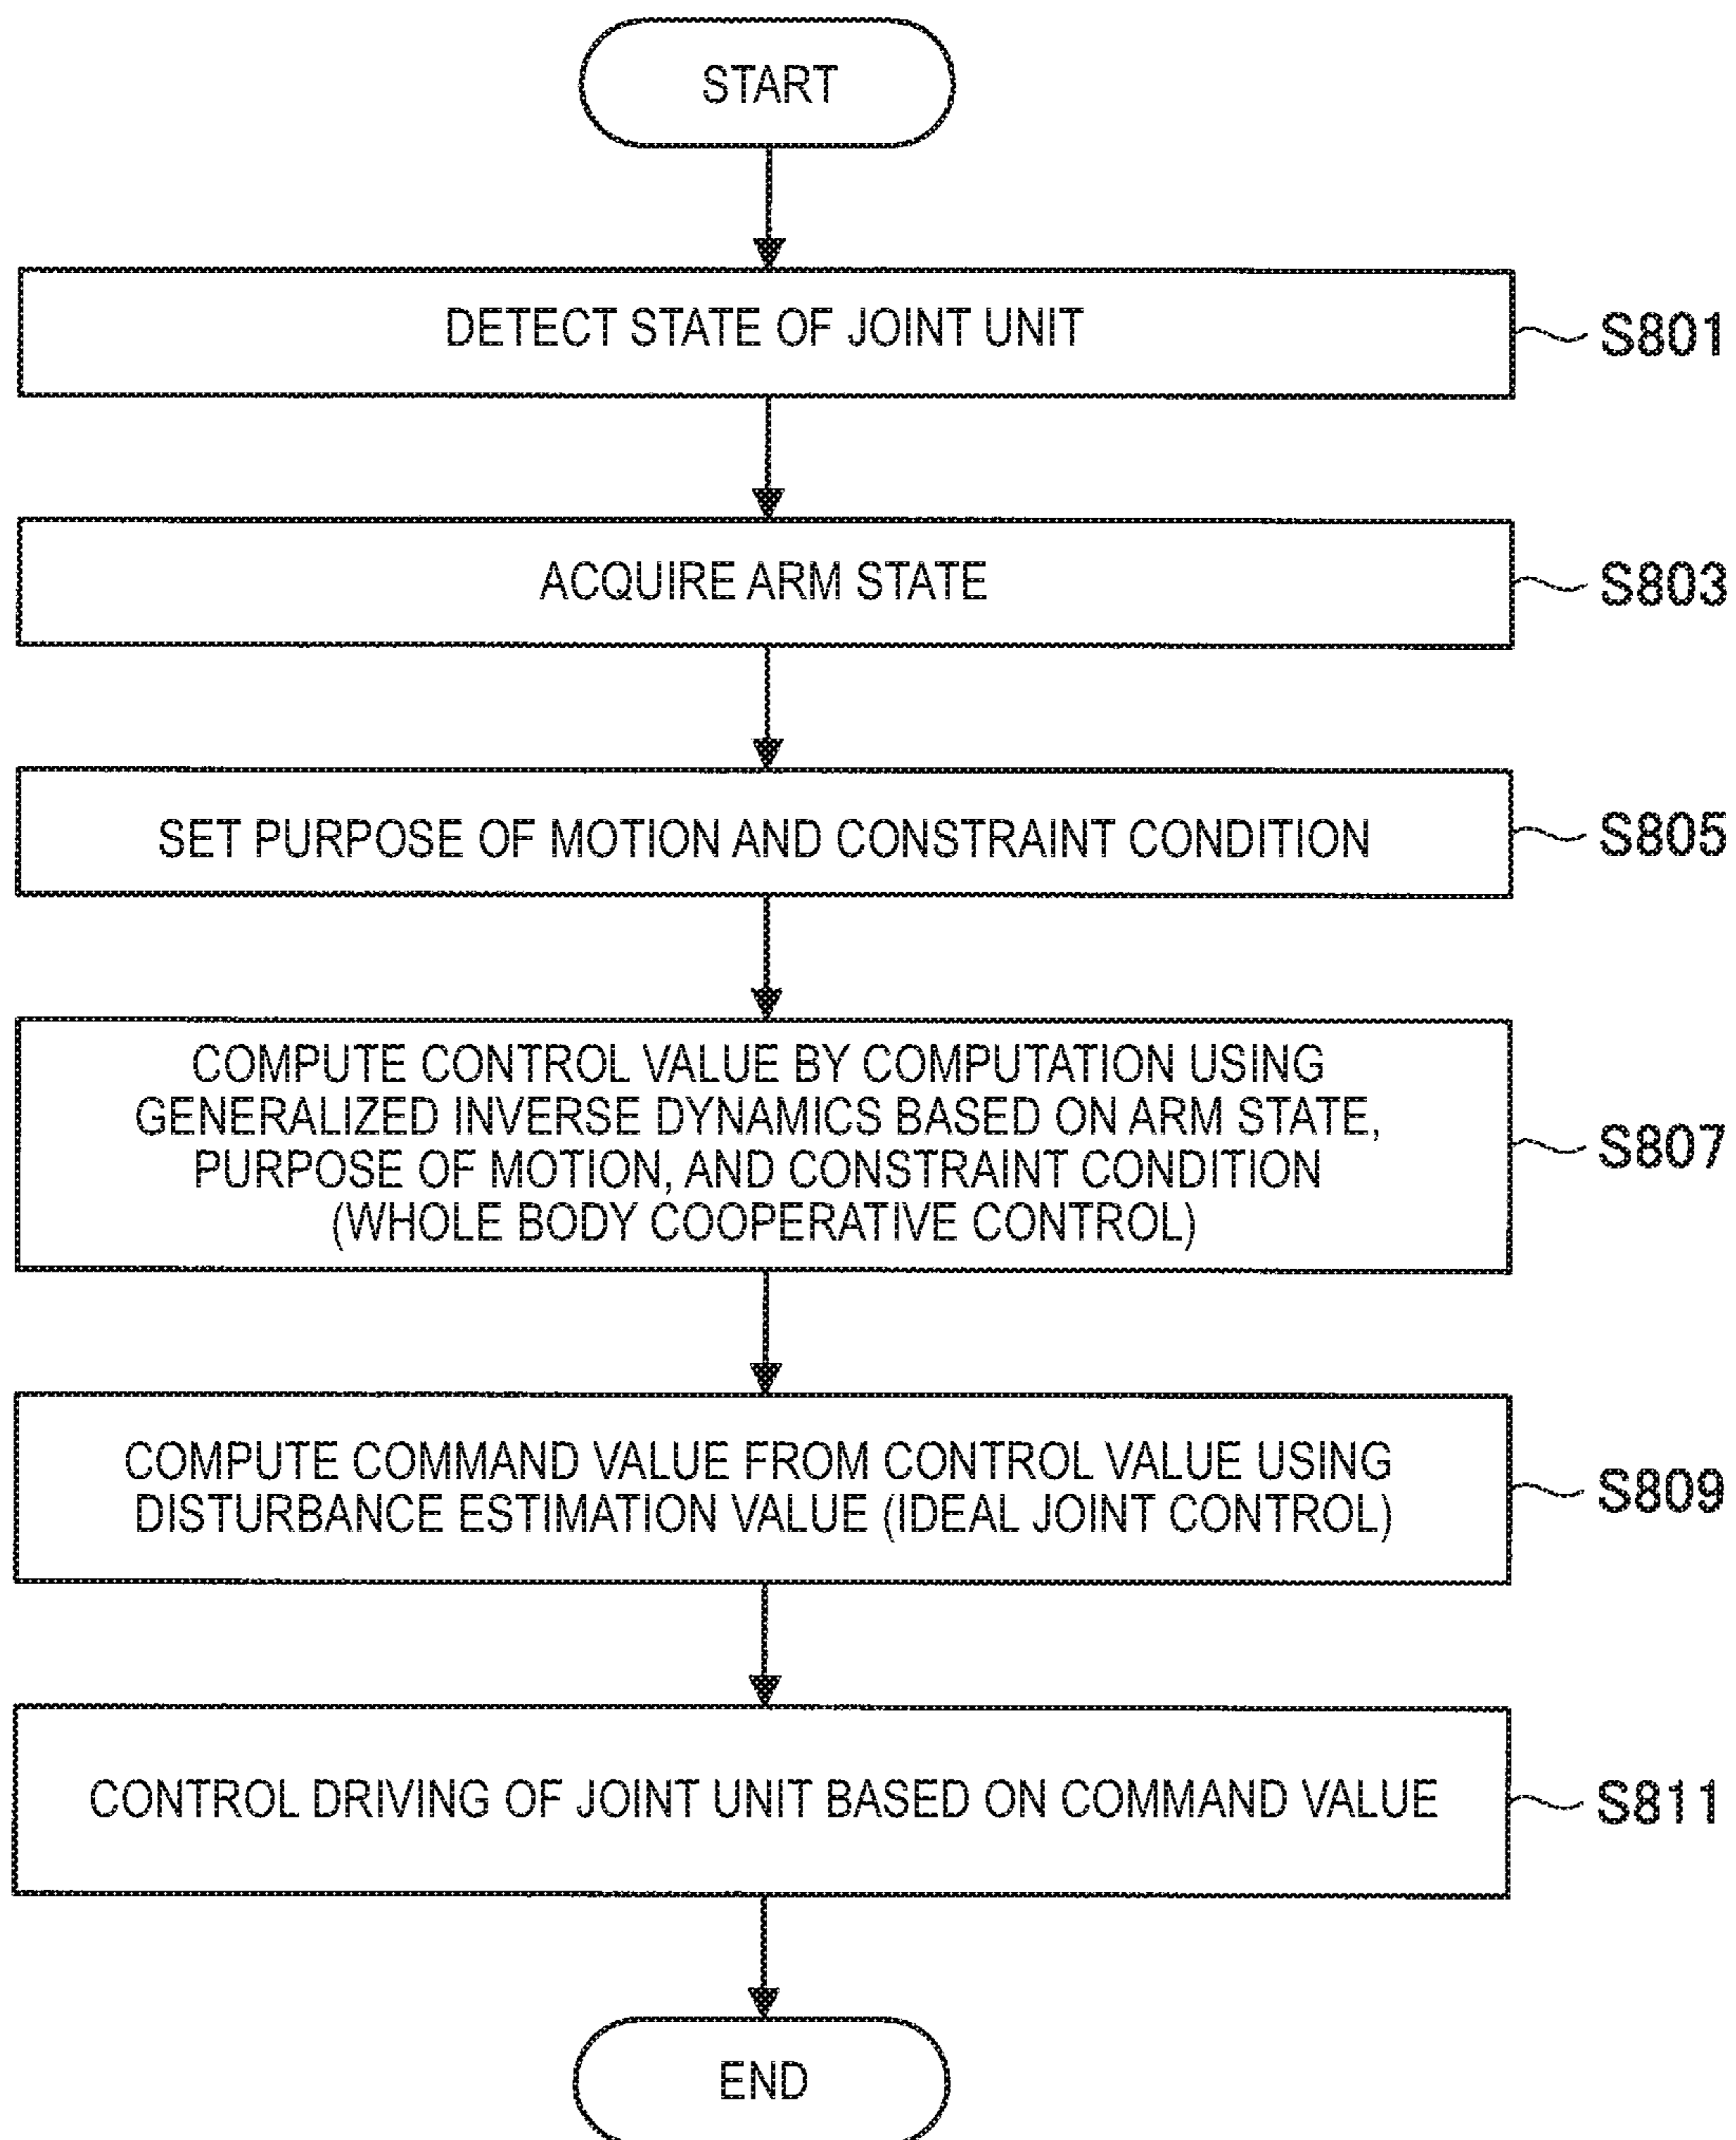 START
DETECT STATE OF JOINT UNIT
S801
ACQUIRE ARM STATE
S803
SET PURPOSE OF MOTION AND CONSTRAINT CONDITION
S805
COMPUTE CONTROL VALUE BY COMPUTATION USING
GENERALIZED INVERSE DYNAMICS BASED ON ARM STATE,
PURPOSE OF MOTION, AND CONSTRAINT CONDITION
(WHOLE BODY COOPERATIVE CONTROL)
S807
COMPUTE COMMAND VALUE FROM CONTROL VALUE USING
DISTURBANCE ESTIMATION VALUE (IDEAL JOINT CONTROL)
S809
CONTROL DRIVING OF JOINT UNIT BASED ON COMMAND VALUE
S811
END